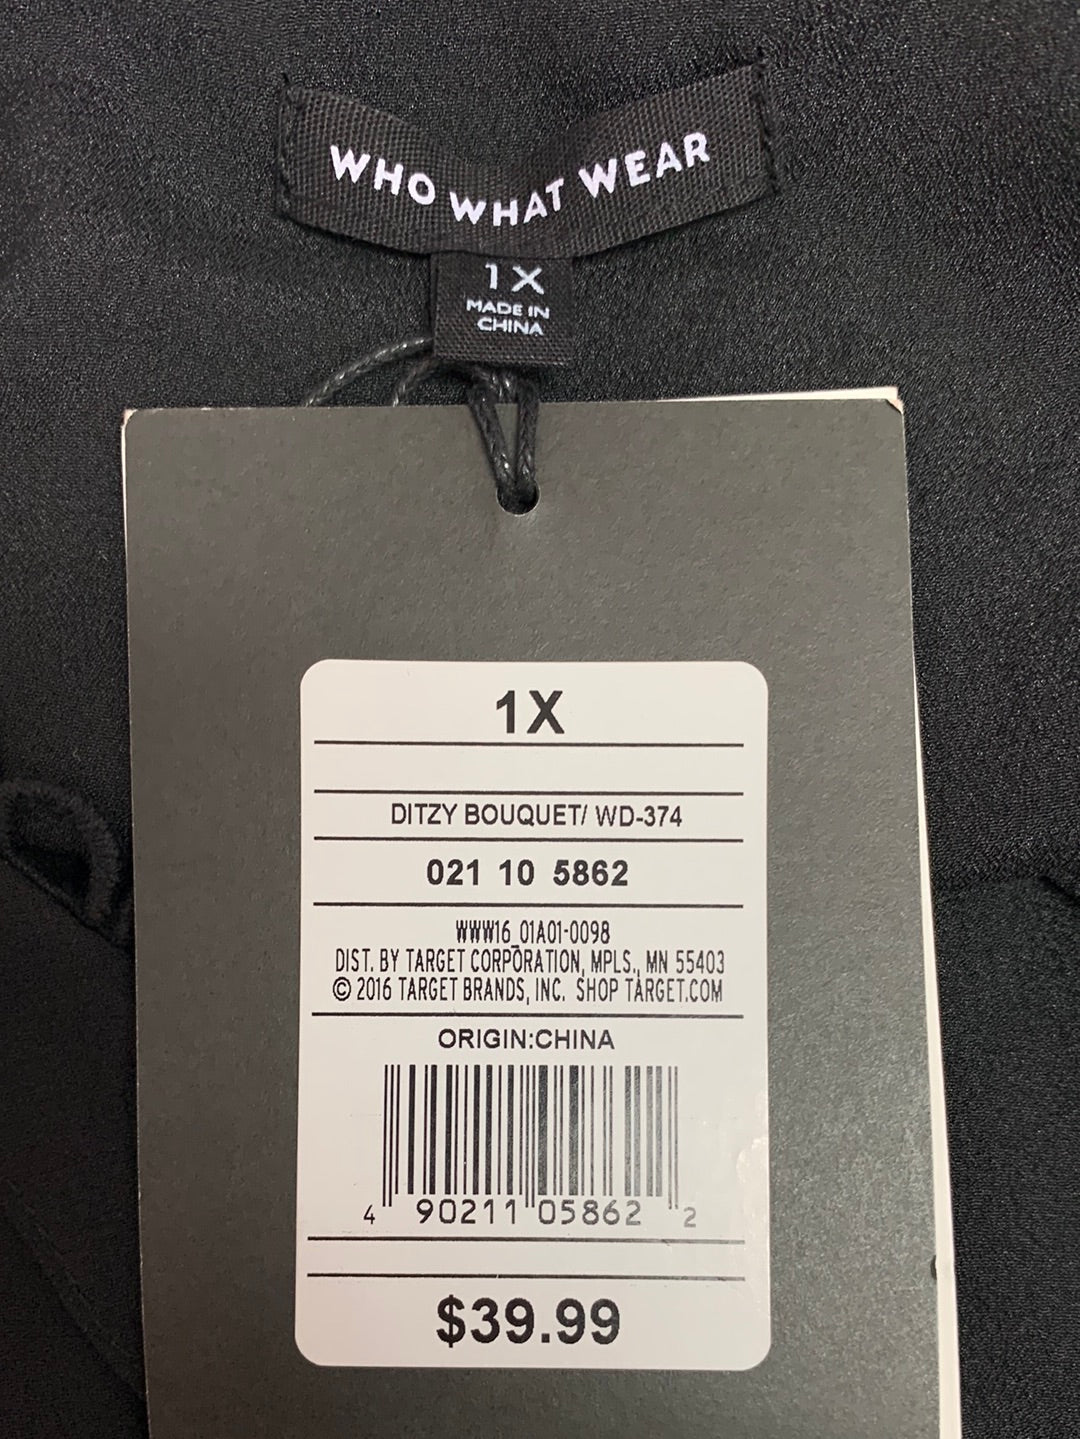 WHO WHAT WEAR
1X
MADE IN
CHINA
1X
DITZY BOUQUET/ WD-374
021 10 5862
WWW16_01A01-0098
DIST. BY TARGET CORPORATION, MPLS., MN 55403
© 2016 TARGET BRANDS, INC. SHOP TARGET.COM
ORIGIN:CHINA
4 90211 05862 2
$39.99